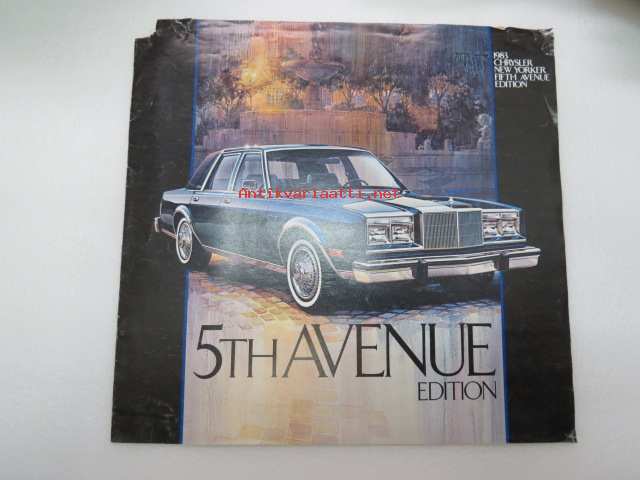 1983
CHRYSLER
NEW YORKER
FIFTH AVENUE
EDITION
Antikvariaatti.net
5TH AVENUE
EDITION